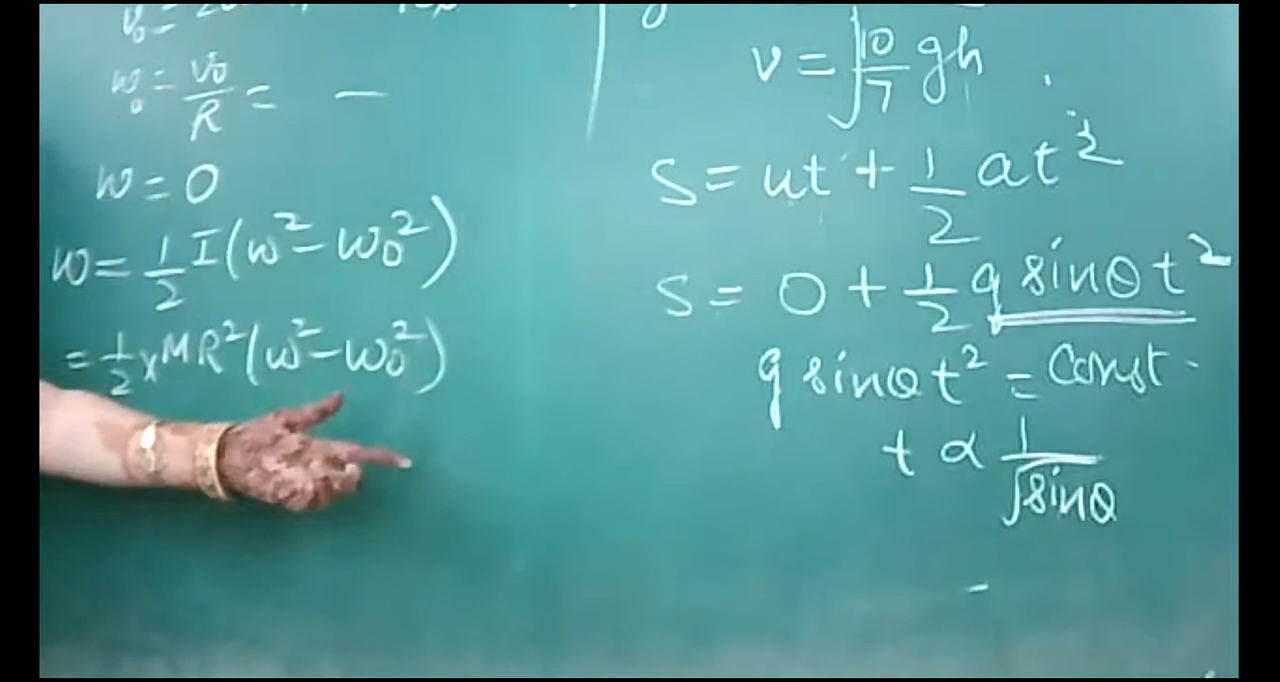 ω₀ = v₀/R = —
w = 0
w = 1/2 I(w² – w₀²)
= 1/2 x MR²(w² – w₀²)
v = √(10/7 gh)
S = ut + 1/2 at²
S = 0 + 1/2 g sinθ t²
g sinθ t² = Const.
t ∝ 1/√sinθ